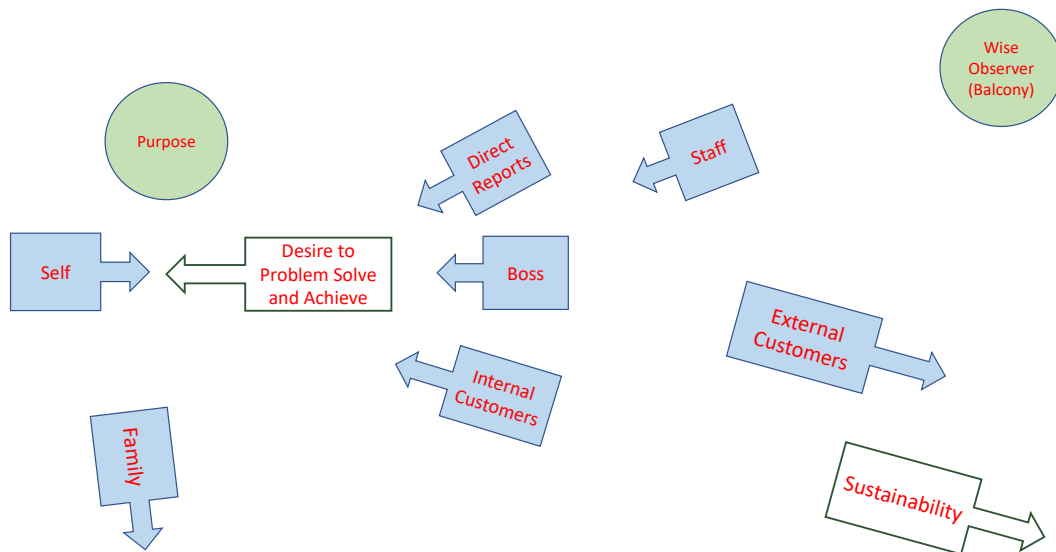 Wise
Observer
(Balcony)
Purpose
Direct
Reports
Staff
Self
Desire to
Problem Solve
and Achieve
Boss
External
Customers
Internal
Customers
Family
Sustainability